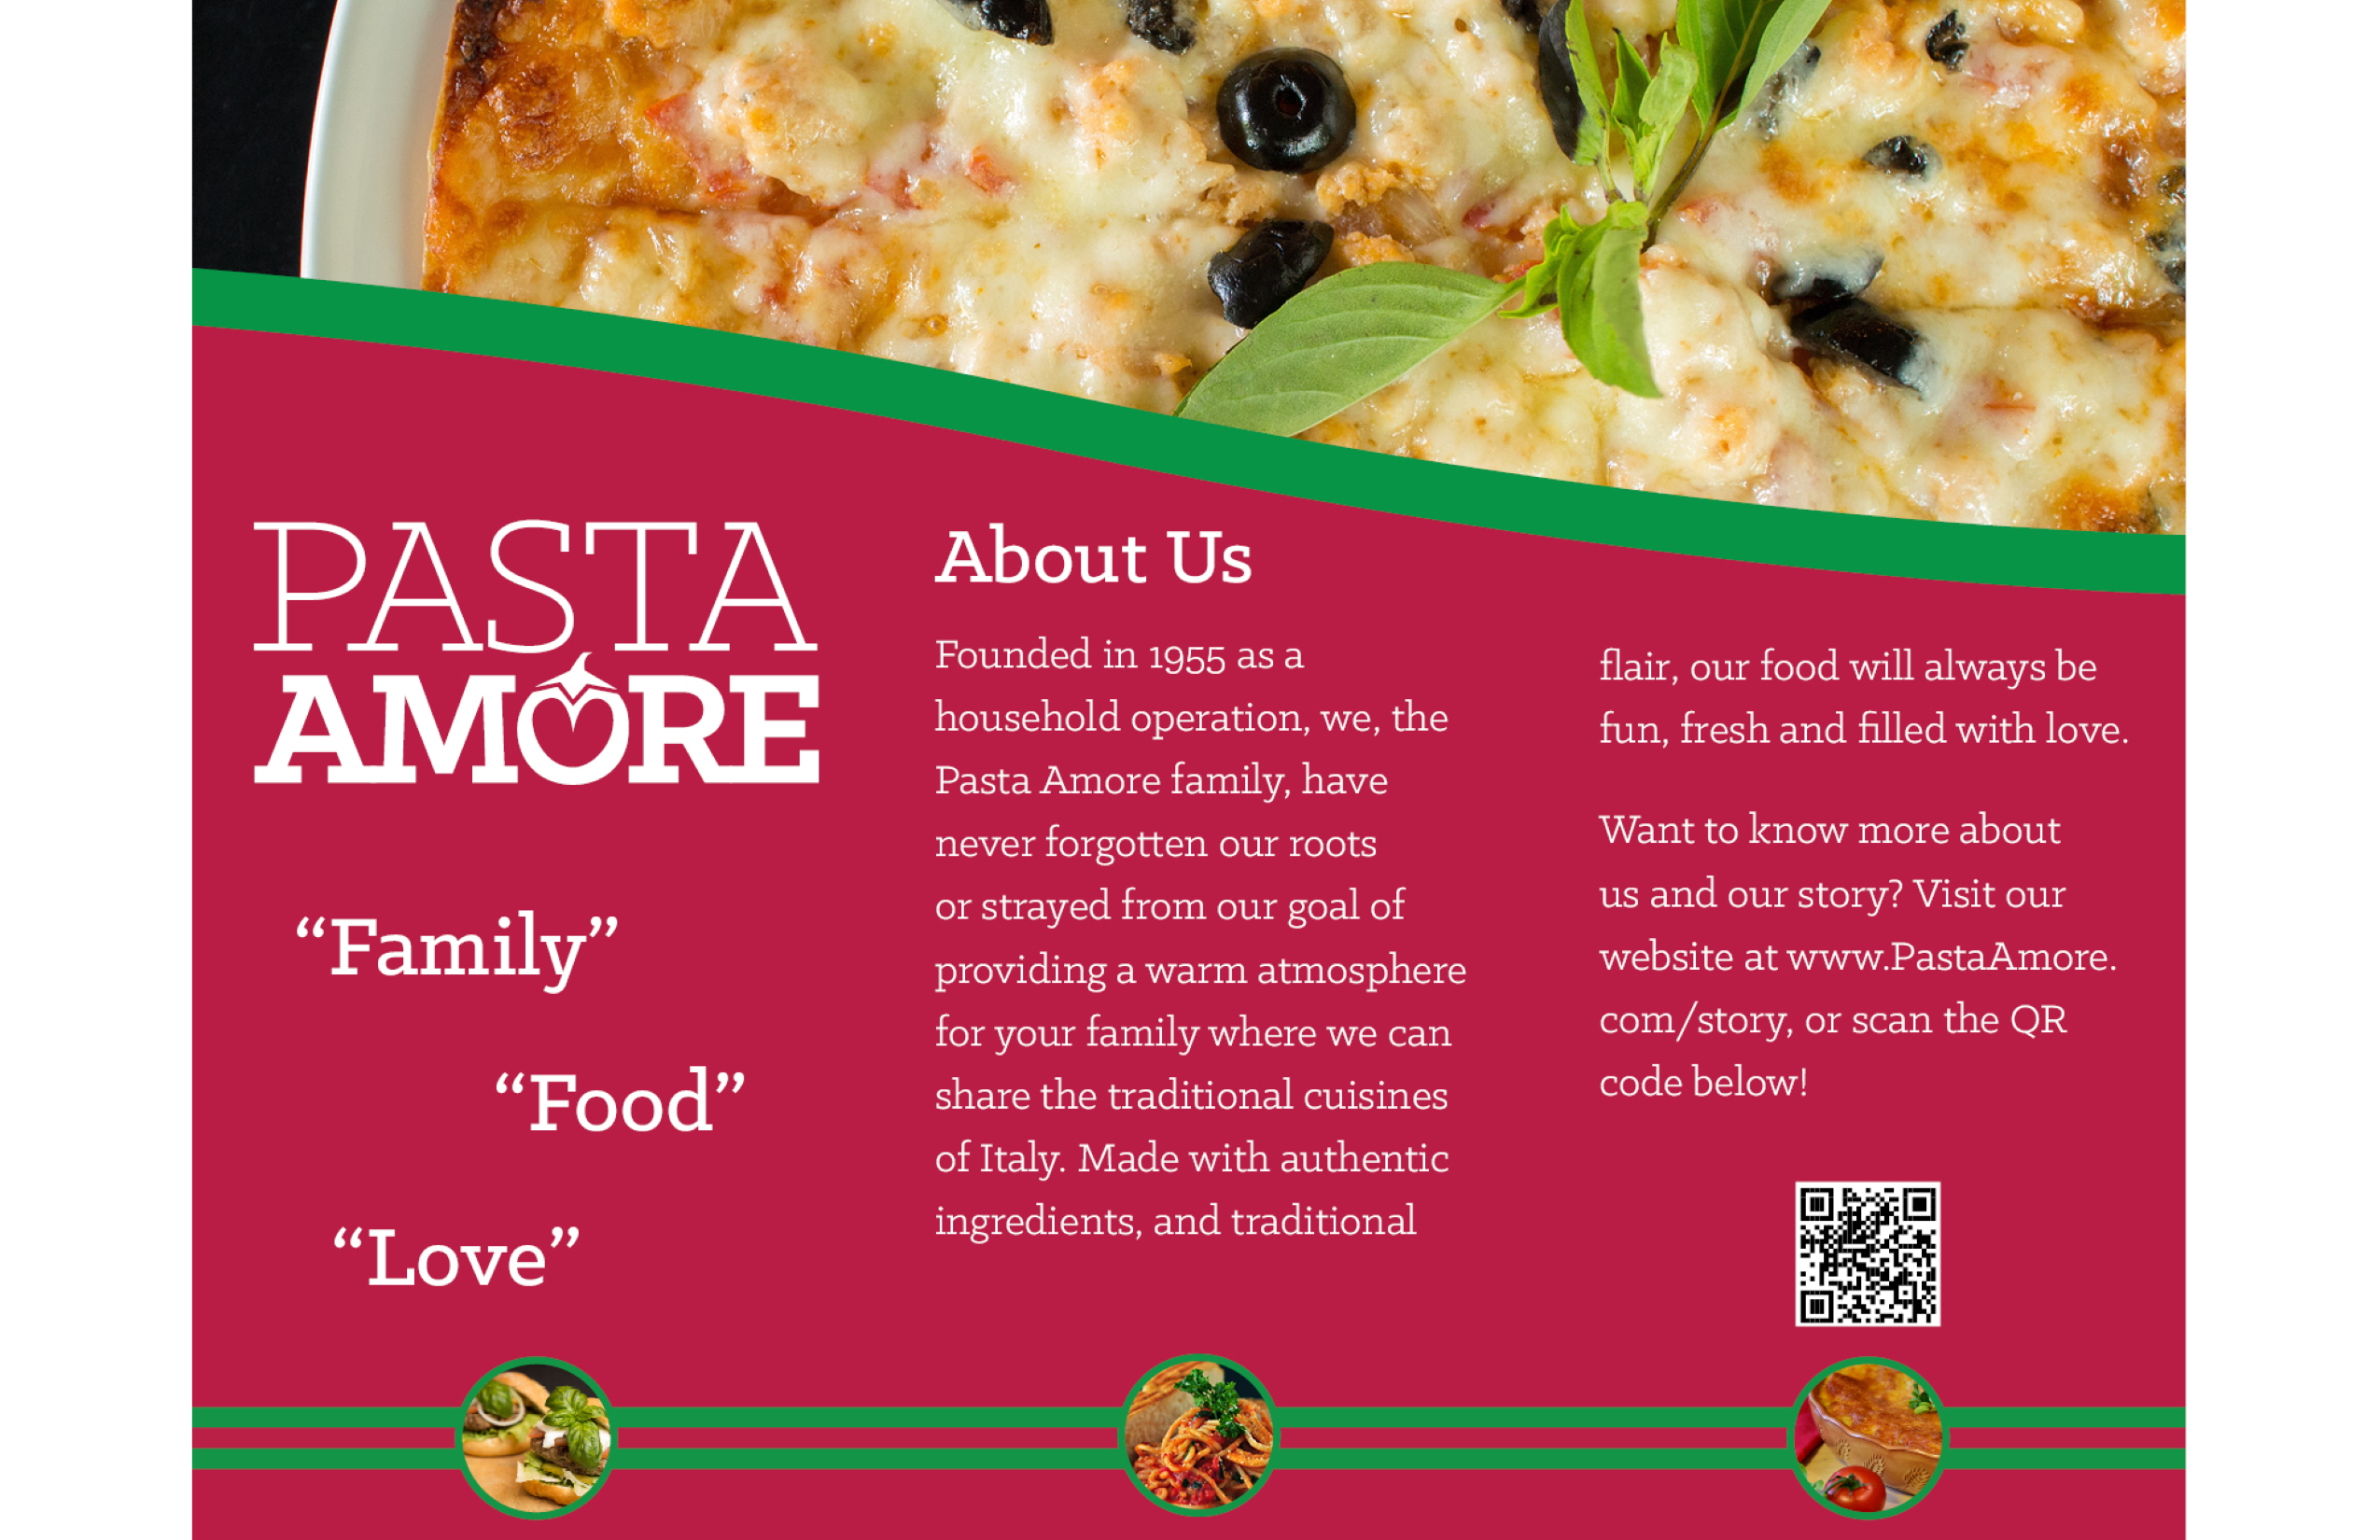 PASTA
AMORE
“Family”
“Food”
“Love”
About Us
Founded in 1955 as a
household operation, we, the
Pasta Amore family, have
never forgotten our roots
or strayed from our goal of
providing a warm atmosphere
for your family where we can
share the traditional cuisines
of Italy. Made with authentic
ingredients, and traditional
flair, our food will always be
fun, fresh and filled with love.
Want to know more about
us and our story? Visit our
website at www.PastaAmore.
com/story, or scan the QR
code below!